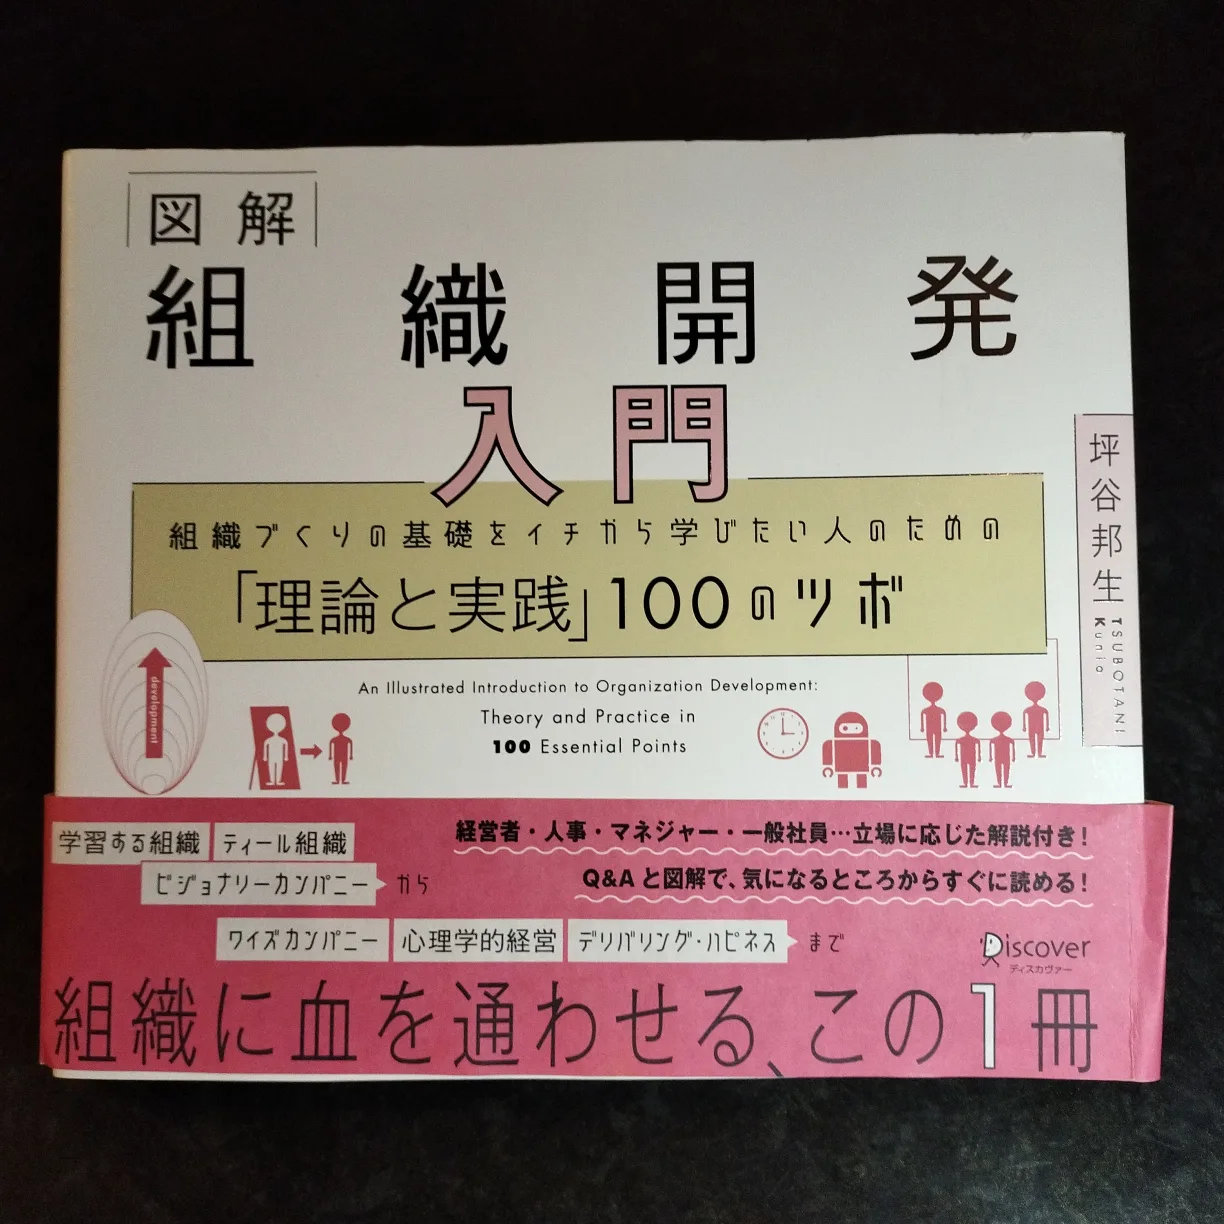 図解
組織開発
入門
組織づくりの基礎をイチから学びたい人のための
「理論と実践」100のツボ
坪谷邦生
TSUBOTANI
Kunio
An Illustrated Introduction to Organization Development:
Theory and Practice in
100 Essential Points
development
学習する組織 ティール組織
ビジョナリーカンパニー から
経営者・人事・マネジャー・一般社員…立場に応じた解説付き！
Q&Aと図解で、気になるところからすぐに読める！
ワイズカンパニー 心理学的経営 デリバリング・ハピネス まで
Discover
ディスカヴァー
組織に血を通わせる、この1冊